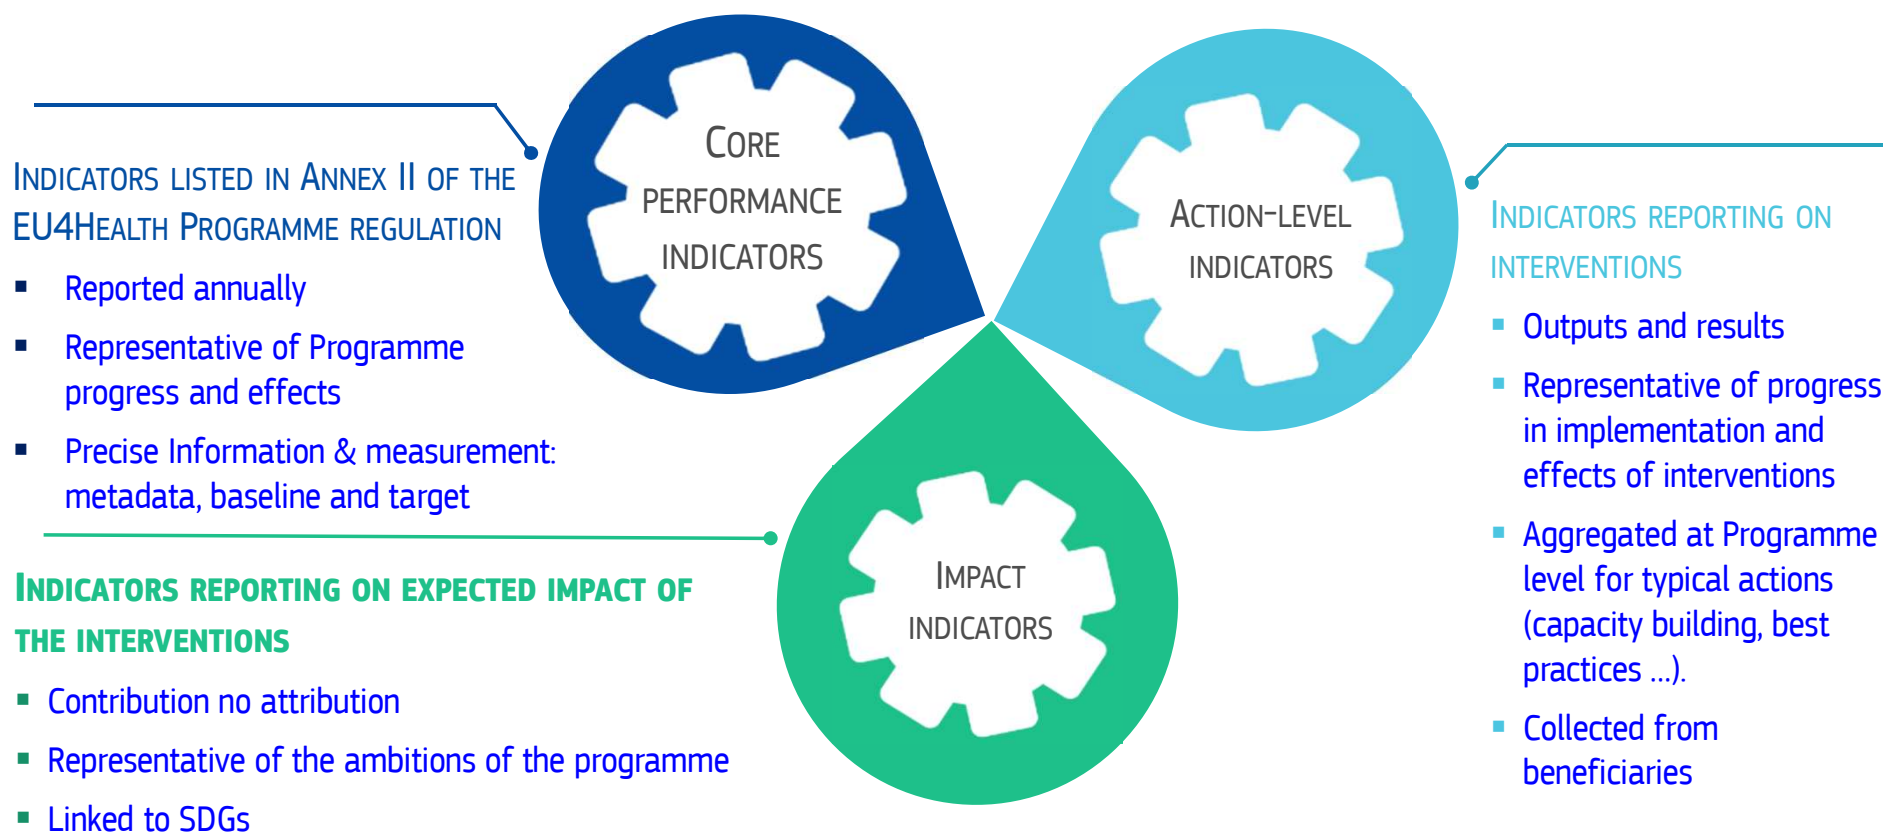 CORE
PERFORMANCE
INDICATORS
INDICATORS LISTED IN ANNEX II OF THE
EU4HEALTH PROGRAMME REGULATION
▪ Reported annually
▪ Representative of Programme
progress and effects
▪ Precise Information & measurement:
metadata, baseline and target
ACTION-LEVEL
INDICATORS
INDICATORS REPORTING ON
INTERVENTIONS
▪ Outputs and results
▪ Representative of progress
in implementation and
effects of interventions
▪ Aggregated at Programme
level for typical actions
(capacity building, best
practices ...).
▪ Collected from
beneficiaries
IMPACT
INDICATORS
INDICATORS REPORTING ON EXPECTED IMPACT OF
THE INTERVENTIONS
▪ Contribution no attribution
▪ Representative of the ambitions of the programme
▪ Linked to SDGs